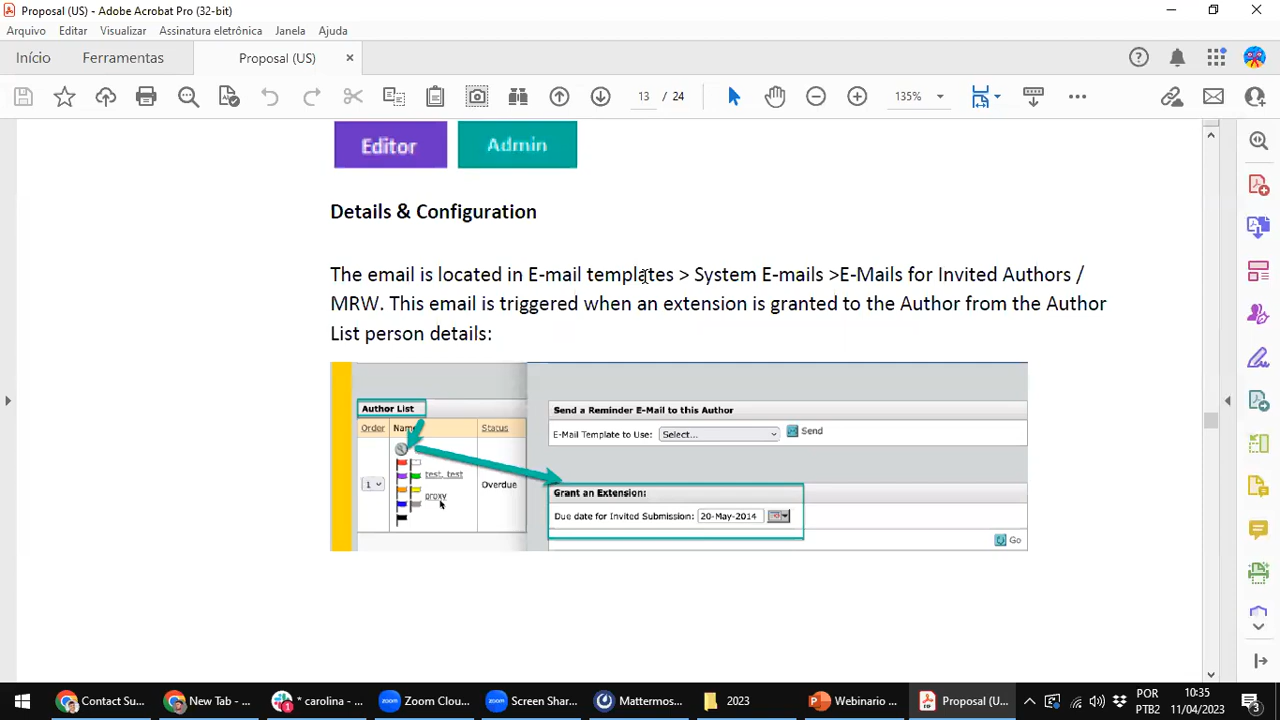 Proposal (US) - Adobe Acrobat Pro (32-bit)
Arquivo Editar Visualizar Assinatura eletrônica Janela Ajuda
Início Ferramentas Proposal (US) ×
13 / 24 135%
Editor Admin
Details & Configuration
The email is located in E-mail templates > System E-mails >E-Mails for Invited Authors /
MRW. This email is triggered when an extension is granted to the Author from the Author
List person details:
Author List
Order Name Status
1 test, test
proxy
Overdue
Send a Reminder E-Mail to this Author
E-Mail Template to Use: Select... Send
Grant an Extension:
Due date for Invited Submission: 20-May-2014
Go
Contact Su... New Tab - ... * carolina - ... Zoom Clou... Screen Shar... Mattermos... 2023 Webinario ... Proposal (U...
POR 10:35
PTB2 11/04/2023
3